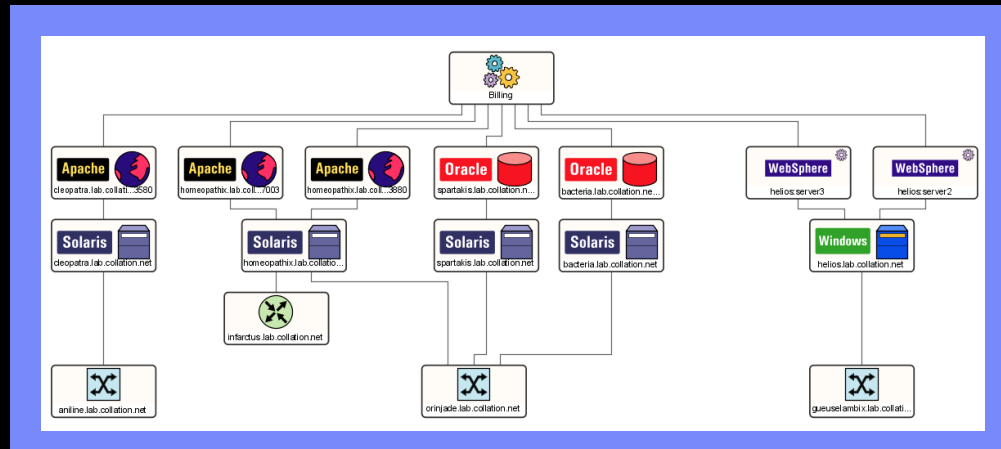 Billing
Apache
cleopatra.lab.collati...3580
Apache
homeopathix.lab.coll...7003
Apache
homeopathix.lab.coll...3880
Oracle
spartakis.lab.collation.n...
Oracle
bacteria.lab.collation.ne...
WebSphere
helios:server3
WebSphere
helios:server2
Solaris
cleopatra.lab.collation.net
Solaris
homeopathix.lab.collatio...
Solaris
spartakis.lab.collation.net
Solaris
bacteria.lab.collation.net
Windows
helios.lab.collation.net
infarctus.lab.collation.net
aniline.lab.collation.net
orinjade.lab.collation.net
gueuselambix.lab.collati...